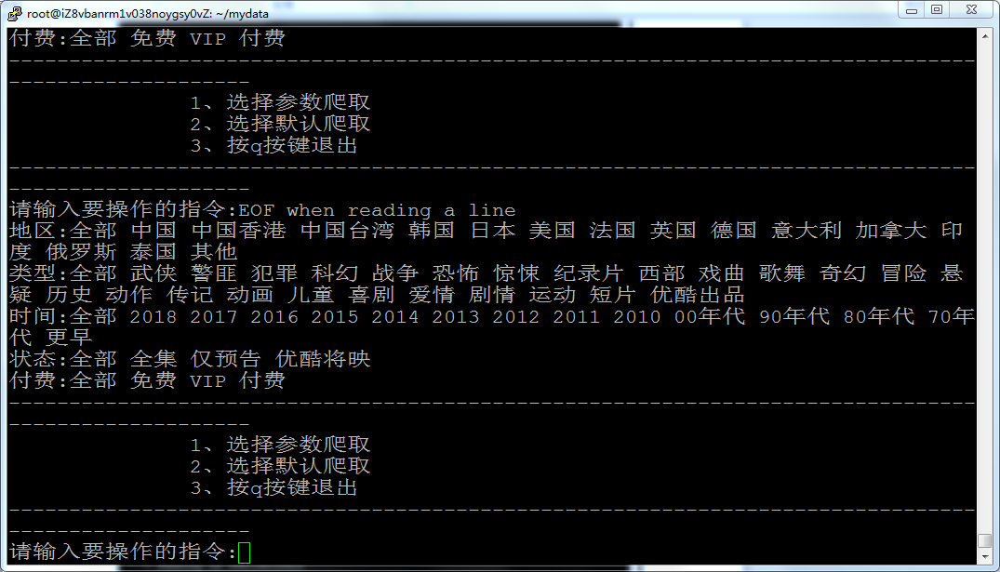 root@iZ8vbanrm1v038noygsy0vZ: ~/mydata
付费:全部 免费 VIP 付费
--------------------------------------------------------------------------------
--------------------
1、选择参数爬取
2、选择默认爬取
3、按q按键退出
--------------------------------------------------------------------------------
--------------------
请输入要操作的指令:EOF when reading a line
地区:全部 中国 中国香港 中国台湾 韩国 日本 美国 法国 英国 德国 意大利 加拿大 印
度 俄罗斯 泰国 其他
类型:全部 武侠 警匪 犯罪 科幻 战争 恐怖 惊悚 纪录片 西部 戏曲 歌舞 奇幻 冒险 悬
疑 历史 动作 传记 动画 儿童 喜剧 爱情 剧情 运动 短片 优酷出品
时间:全部 2018 2017 2016 2015 2014 2013 2012 2011 2010 00年代 90年代 80年代 70年
代 更早
状态:全部 全集 仅预告 优酷将映
付费:全部 免费 VIP 付费
--------------------------------------------------------------------------------
--------------------
1、选择参数爬取
2、选择默认爬取
3、按q按键退出
--------------------------------------------------------------------------------
--------------------
请输入要操作的指令: